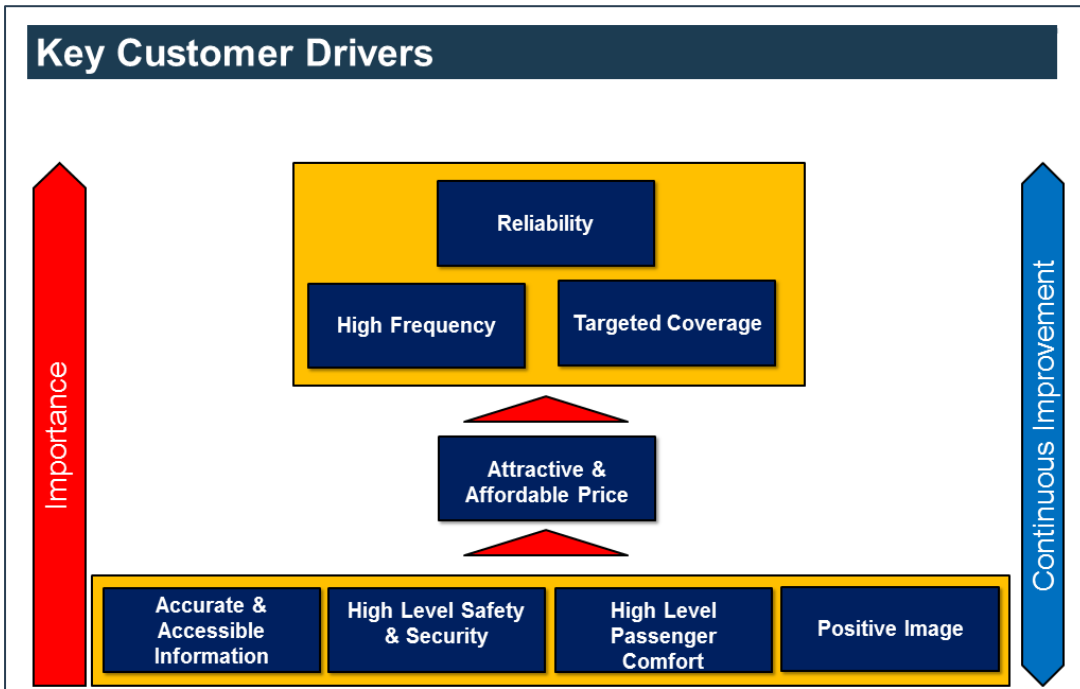 Key Customer Drivers
Importance
Reliability
High Frequency
Targeted Coverage
Attractive &
Affordable Price
Accurate &
Accessible
Information
High Level Safety
& Security
High Level
Passenger
Comfort
Positive Image
Continuous Improvement